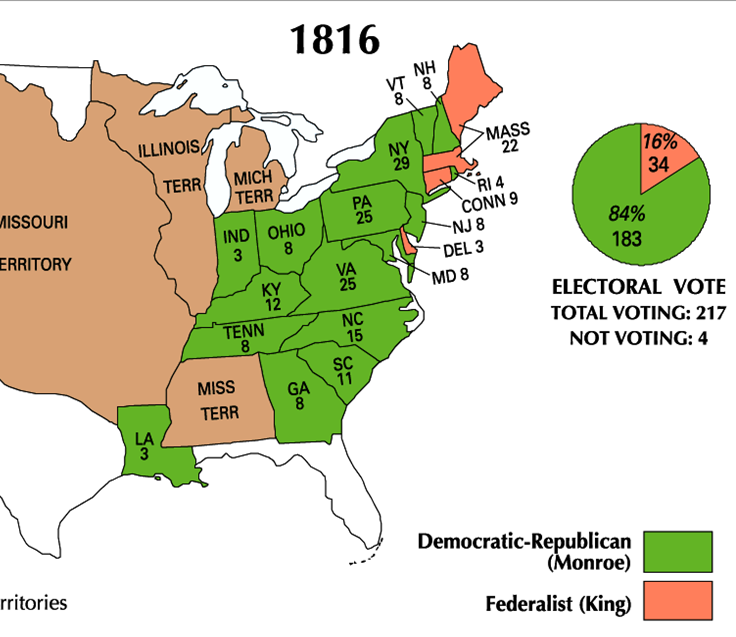 1816
NH
8
VT
8
MASS
22
NY
29
RI 4
CONN 9
NJ 8
DEL 3
MD 8
PA
25
OHIO
8
IND
3
ILLINOIS
TERR
MICH
TERR
MISSOURI
ERRITORY
KY
12
VA
25
TENN
8
NC
15
SC
11
GA
8
MISS
TERR
LA
3
16%
34
84%
183
ELECTORAL VOTE
TOTAL VOTING: 217
NOT VOTING: 4
Democratic-Republican
(Monroe)
Federalist (King)
rritories